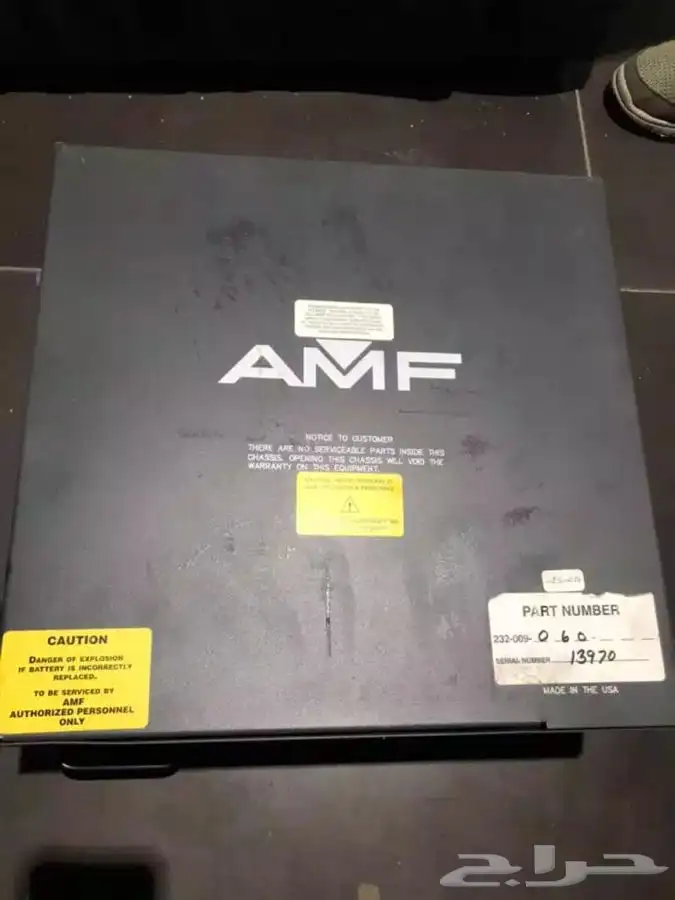 AMF
NOTICE TO CUSTOMER
THERE ARE NO SERVICEABLE PARTS INSIDE THIS
CHASSIS. OPENING THIS CHASSIS WILL VOID THE
WARRANTY ON THIS EQUIPMENT.
CAUTION
DANGER OF EXPLOSION
IF BATTERY IS INCORRECTLY
REPLACED.
TO BE SERVICED BY
AMF
AUTHORIZED PERSONNEL
ONLY
PART NUMBER
232-009-060-
SERIAL NUMBER 13970
MADE IN THE USA
حراج